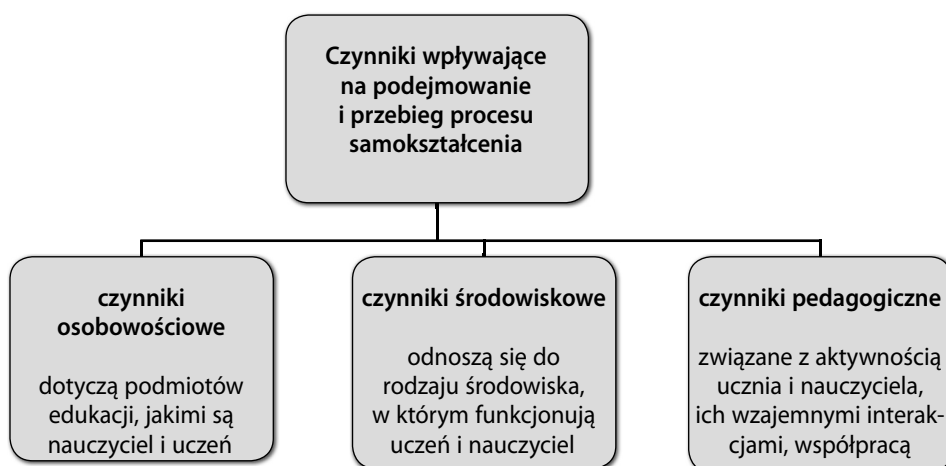 Czynniki wpływające
na podejmowanie
i przebieg procesu
samokształcenia
czynniki
osobowościowe
dotyczą podmiotów
edukacji, jakimi są
nauczyciel i uczeń
czynniki środowiskowe
odnoszą się do
rodzaju środowiska,
w którym funkcjonują
uczeń i nauczyciel
czynniki pedagogiczne
związane z aktywnością
ucznia i nauczyciela,
ich wzajemnymi interak-
cjami, współpracą